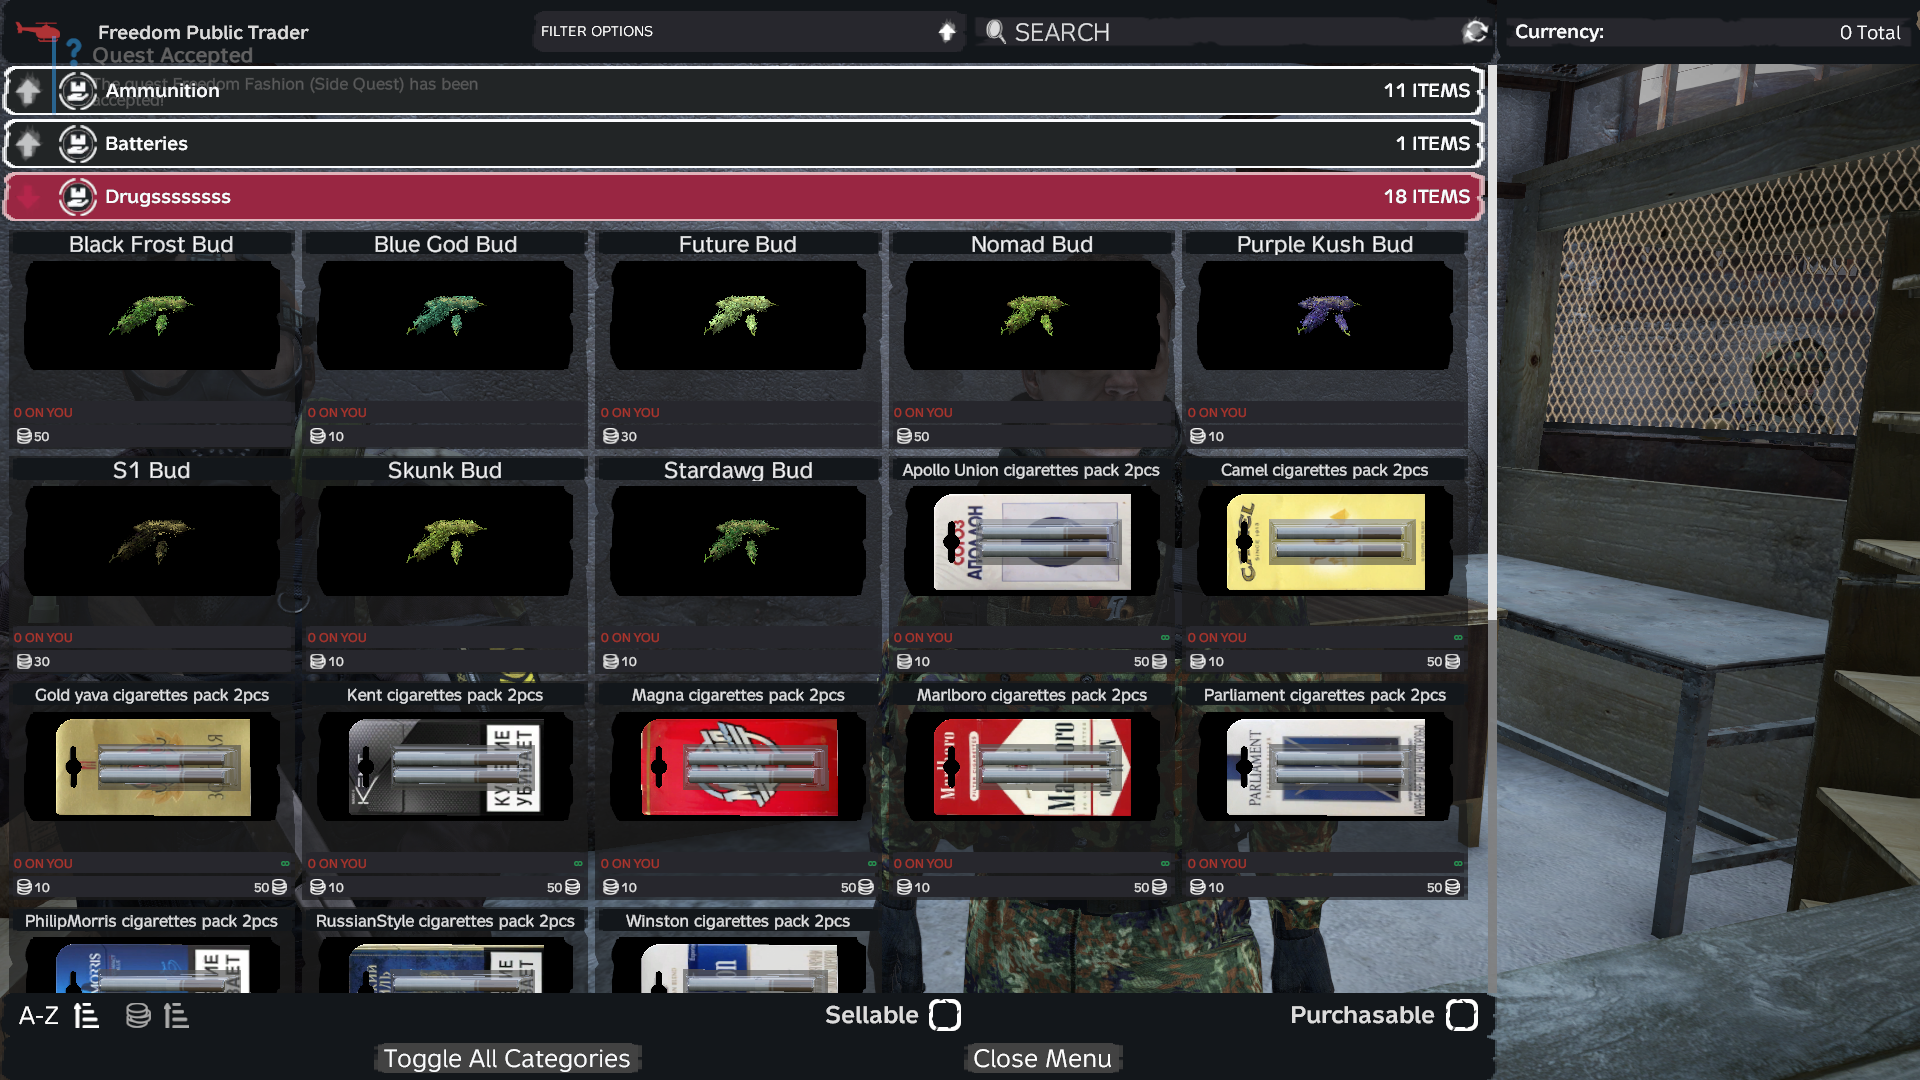 Freedom Public Trader
FILTER OPTIONS
SEARCH
Currency:
0 Total
Quest Accepted
The quest Freedom Fashion (Side Quest) has been
accepted!
Ammunition
11 ITEMS
Batteries
1 ITEMS
Drugssssssss
18 ITEMS
Black Frost Bud
Blue God Bud
Future Bud
Nomad Bud
Purple Kush Bud
0 ON YOU
0 ON YOU
0 ON YOU
0 ON YOU
0 ON YOU
50
10
30
50
10
S1 Bud
Skunk Bud
Stardawg Bud
Apollo Union cigarettes pack 2pcs
Camel cigarettes pack 2pcs
СОЮЗ
АПОЛЛОН
CAMEL
0 ON YOU
0 ON YOU
0 ON YOU
0 ON YOU
∞
0 ON YOU
∞
30
10
10
10
50
10
50
Gold yava cigarettes pack 2pcs
Kent cigarettes pack 2pcs
Magna cigarettes pack 2pcs
Marlboro cigarettes pack 2pcs
Parliament cigarettes pack 2pcs
PARLIAMENT
0 ON YOU
∞
0 ON YOU
∞
0 ON YOU
∞
0 ON YOU
∞
0 ON YOU
∞
10
50
10
50
10
50
10
50
10
50
PhilipMorris cigarettes pack 2pcs
RussianStyle cigarettes pack 2pcs
Winston cigarettes pack 2pcs
A-Z
Sellable
Purchasable
Toggle All Categories
Close Menu